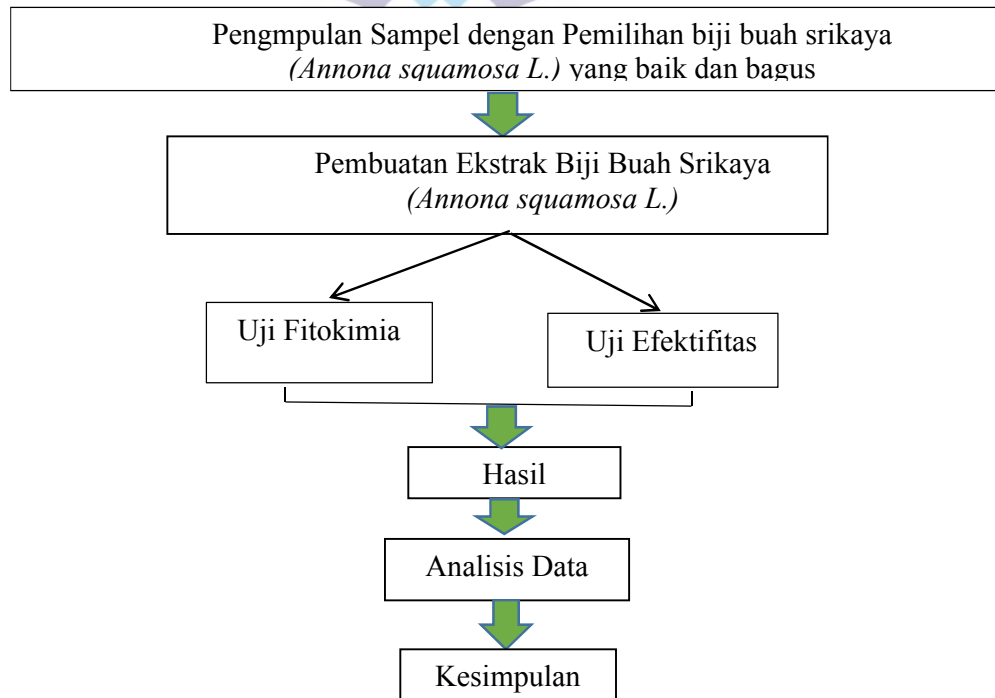 Pengmpulan Sampel dengan Pemilihan biji buah srikaya
(Annona squamosa L.) yang baik dan bagus
Pembuatan Ekstrak Biji Buah Srikaya
(Annona squamosa L.)
Uji Fitokimia
Uji Efektifitas
Hasil
Analisis Data
Kesimpulan